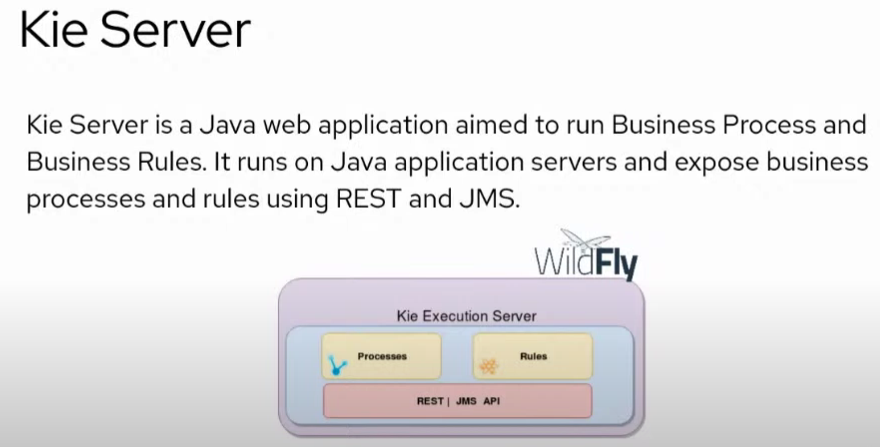 Kie Server
Kie Server is a Java web application aimed to run Business Process and
Business Rules. It runs on Java application servers and expose business
processes and rules using REST and JMS.
WildFly
Kie Execution Server
Processes
Rules
REST | JMS API